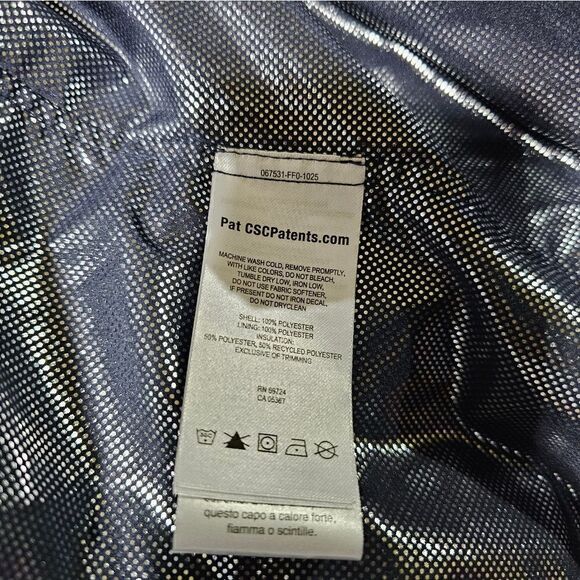 067531-FF0-1025
Pat CSCPatents.com
MACHINE WASH COLD, REMOVE PROMPTLY,
WITH LIKE COLORS, DO NOT BLEACH,
TUMBLE DRY LOW, IRON LOW,
DO NOT USE FABRIC SOFTENER,
IF PRESENT DO NOT IRON DECAL,
DO NOT DRYCLEAN
SHELL: 100% POLYESTER
LINING: 100% POLYESTER
INSULATION:
50% POLYESTER, 50% RECYCLED POLYESTER
EXCLUSIVE OF TRIMMING
RN 69724
CA 05367
questo capo a calore forte,
fiamma o scintille.